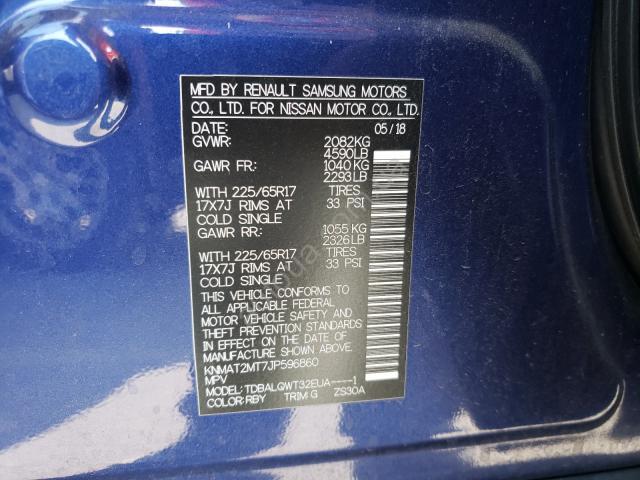 MFD BY RENAULT SAMSUNG MOTORS
CO., LTD. FOR NISSAN MOTOR CO., LTD.
DATE: 05/18
GVWR: 2082KG
4590LB
GAWR FR: 1040 KG
2293LB
WITH 225/65R17 TIRES
17X7J RIMS AT 33 PSI
COLD SINGLE
GAWR RR: 1055 KG
2326LB
WITH 225/65R17 TIRES
17X7J RIMS AT 33 PSI
COLD SINGLE
THIS VEHICLE CONFORMS TO
ALL APPLICABLE FEDERAL
MOTOR VEHICLE SAFETY AND
THEFT PREVENTION STANDARDS
IN EFFECT ON THE DATE OF
MANUFACTURE SHOWN ABOVE.
KNMAT2MT7JP596860
MPV
MODEL: TDBALQWT32EUA----1
COLOR:RBY TRIM:G ZS30A